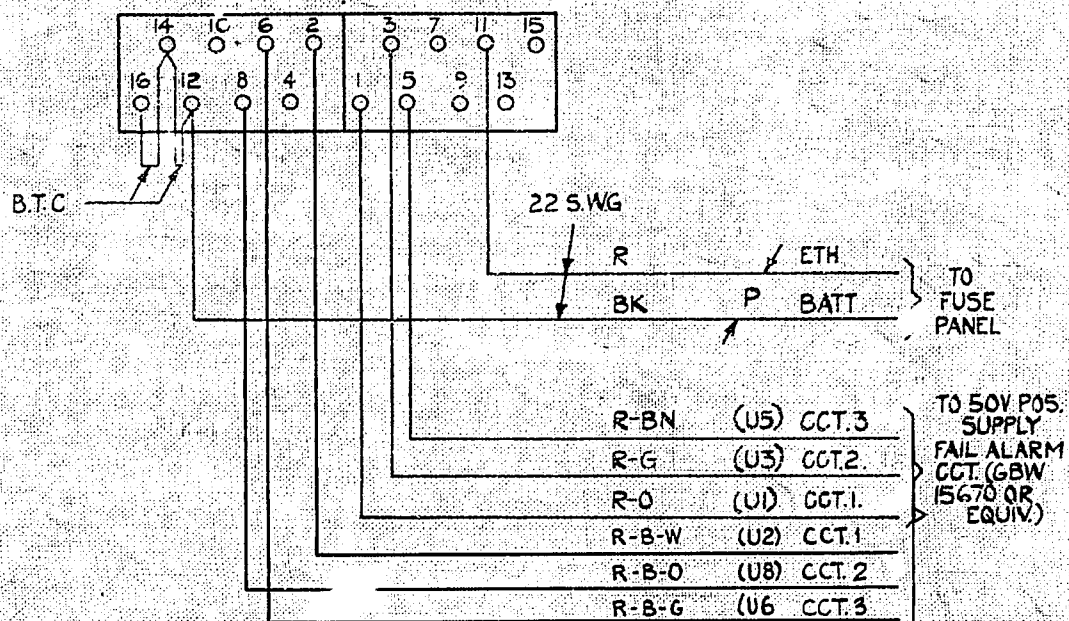 14 1C 6 2 3 7 11 15
16 12 8 4 1 5 9 13
B.T.C
22 S.W.G
R ETH
BK P BATT
TO
FUSE
PANEL
R-BN (U5) CCT.3
R-G (U3) CCT.2.
R-O (U1) CCT.1.
R-B-W (U2) CCT.1
R-B-O (U8) CCT.2
R-B-G (U6 CCT.3
TO 50V POS.
SUPPLY
FAIL ALARM
CCT. (GBW
15670 OR
EQUIV.)